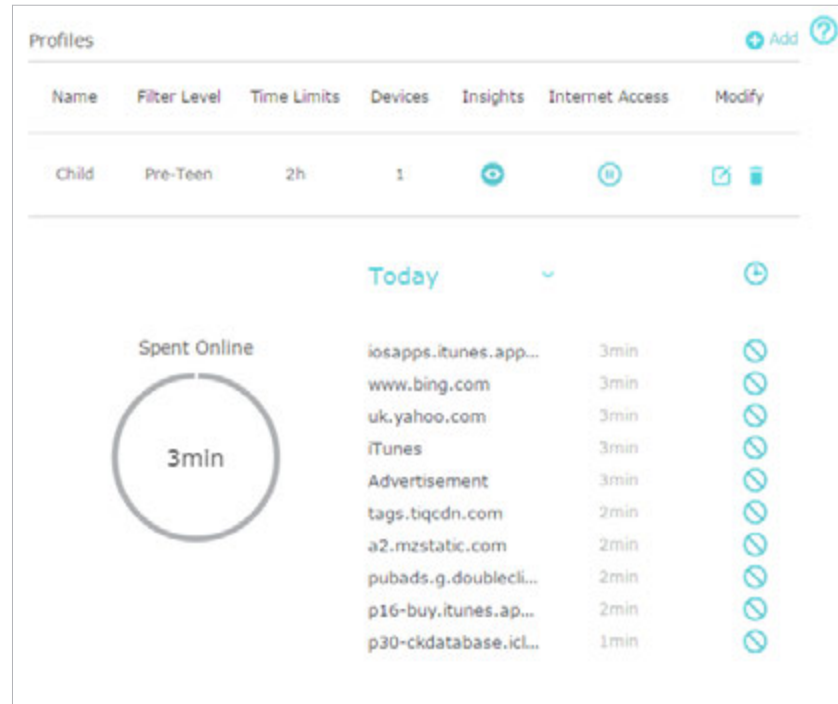 Profiles Add ?
Name Filter Level Time Limits Devices Insights Internet Access Modify
Child Pre-Teen 2h 1
Today
Spent Online
3min
iosapps.itunes.app... 3min
www.bing.com 3min
uk.yahoo.com 3min
iTunes 3min
Advertisement 3min
tags.tiqcdn.com 2min
a2.mzstatic.com 2min
pubads.g.doublecli... 2min
p16-buy.itunes.ap... 2min
p30-ckdatabase.icl... 1min